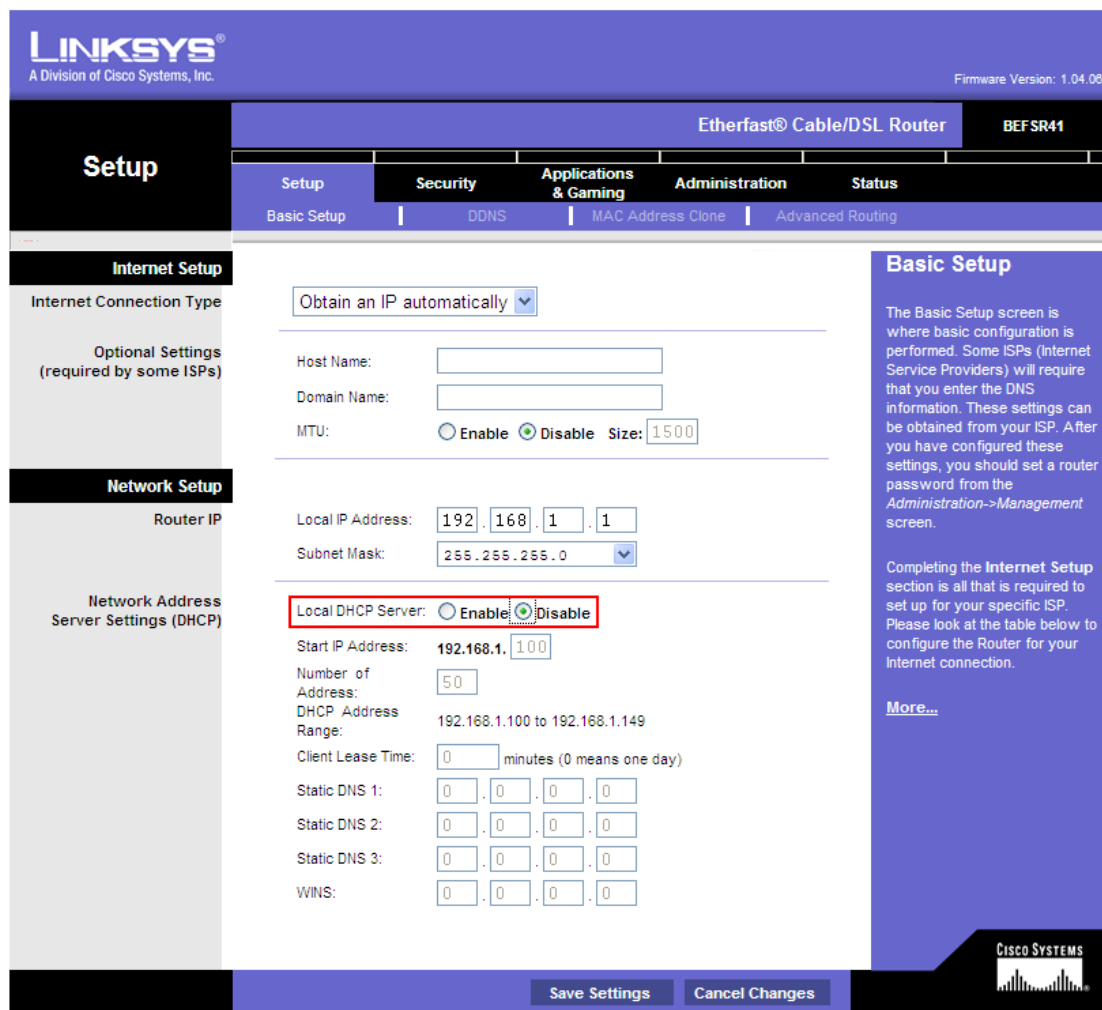 LINKSYS®
A Division of Cisco Systems, Inc.
Firmware Version: 1.04.06
Etherfast® Cable/DSL Router
BEFSR41
Setup
Setup
Security
Applications
& Gaming
Administration
Status
Basic Setup
DDNS
MAC Address Clone
Advanced Routing
Internet Setup
Internet Connection Type
Obtain an IP automatically
Optional Settings
(required by some ISPs)
Host Name:
Domain Name:
MTU: Enable Disable Size: 1500
Network Setup
Router IP
Local IP Address: 192 . 168 . 1 . 1
Subnet Mask: 255.255.255.0
Network Address
Server Settings (DHCP)
Local DHCP Server: Enable Disable
Start IP Address: 192.168.1. 100
Number of
Address: 50
DHCP Address
Range: 192.168.1.100 to 192.168.1.149
Client Lease Time: 0 minutes (0 means one day)
Static DNS 1: 0 . 0 . 0 . 0
Static DNS 2: 0 . 0 . 0 . 0
Static DNS 3: 0 . 0 . 0 . 0
WINS: 0 . 0 . 0 . 0
Basic Setup
The Basic Setup screen is
where basic configuration is
performed. Some ISPs (Internet
Service Providers) will require
that you enter the DNS
information. These settings can
be obtained from your ISP. After
you have configured these
settings, you should set a router
password from the
Administration->Management
screen.
Completing the Internet Setup
section is all that is required to
set up for your specific ISP.
Please look at the table below to
configure the Router for your
Internet connection.
More...
Save Settings
Cancel Changes
CISCO SYSTEMS